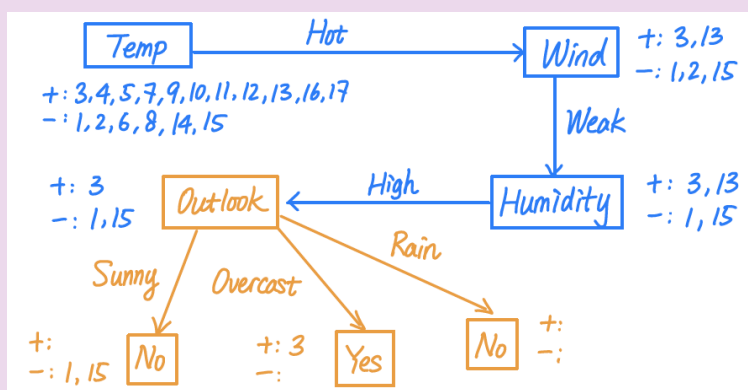 Temp
Hot
Wind
+: 3,13
-: 1,2,15
+: 3,4,5,7,9,10,11,12,13,16,17
-: 1,2,6,8,14,15
Weak
+: 3
-: 1,15
Outlook
High
Humidity
+: 3,13
-: 1,15
Sunny
Overcast
Rain
+:
-: 1,15
No
+: 3
-:
Yes
No
+:
-: